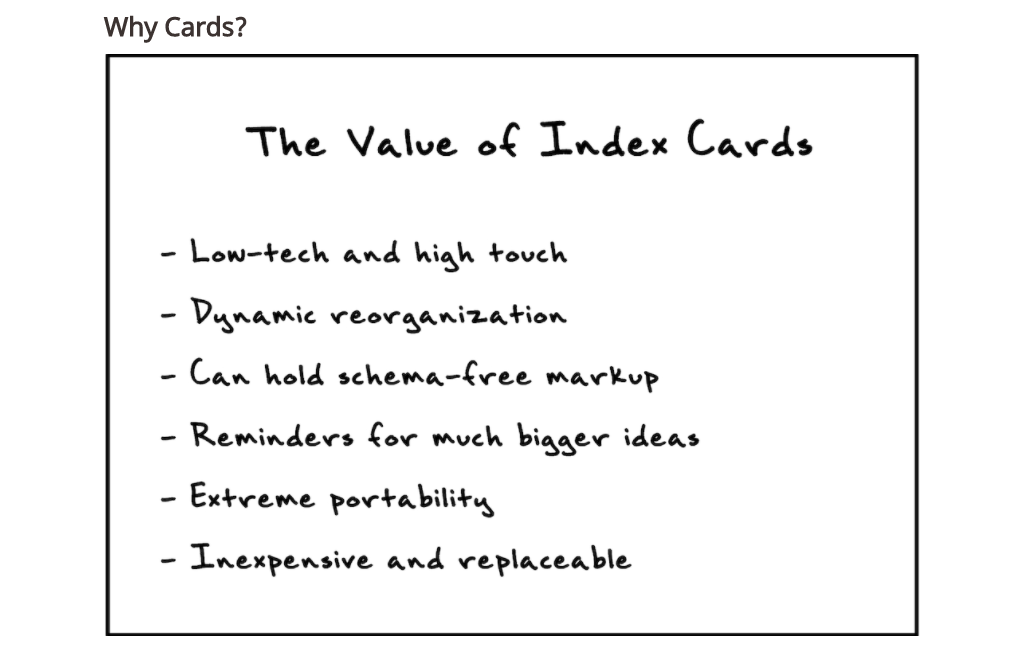 Why Cards?
The Value of Index Cards
- Low-tech and high touch
- Dynamic reorganization
- Can hold schema-free markup
- Reminders for much bigger ideas
- Extreme portability
- Inexpensive and replaceable